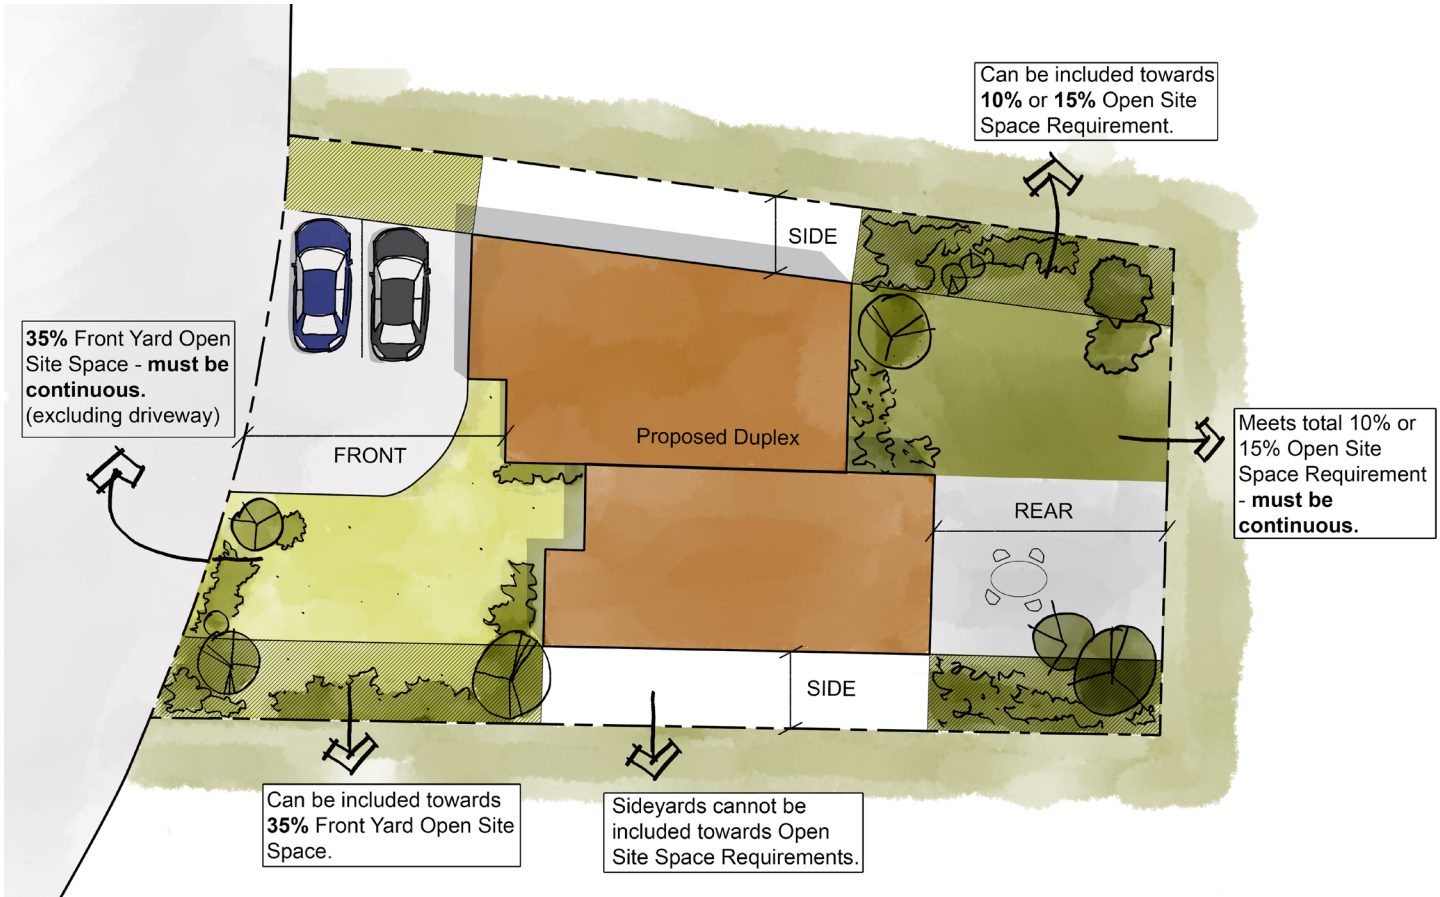 Can be included towards
10% or 15% Open Site
Space Requirement.
SIDE
35% Front Yard Open
Site Space - must be
continuous.
(excluding driveway)
FRONT
Proposed Duplex
Meets total 10% or
15% Open Site
Space Requirement
- must be
continuous.
REAR
SIDE
Can be included towards
35% Front Yard Open Site
Space.
Sideyards cannot be
included towards Open
Site Space Requirements.